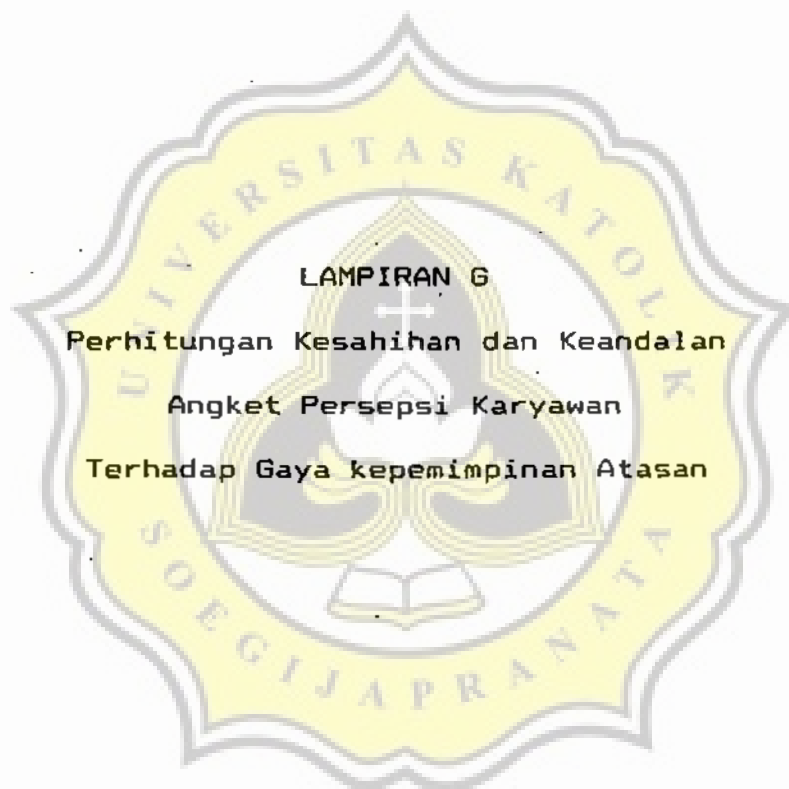 UNIVERSITAS KATOLIK
LAMPIRAN G
Perhitungan Kesahihan dan Keandalan
Angket Persepsi Karyawan
Terhadap Gaya kepemimpinan Atasan
SOEGIJAPRANATA